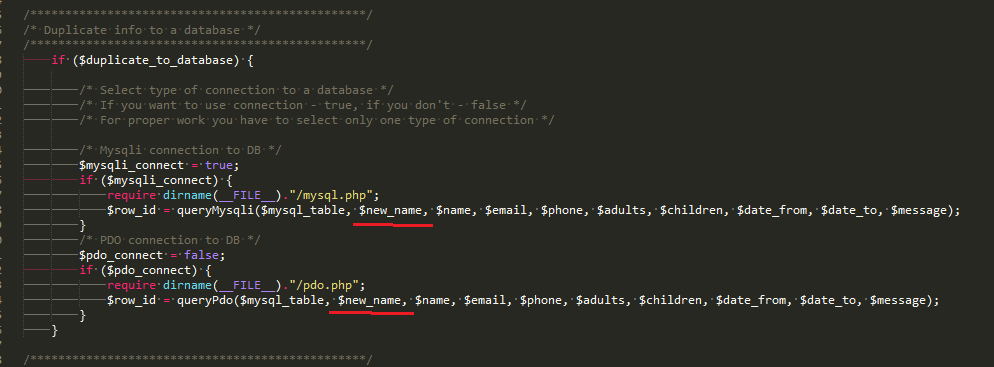 /************************************************/
/* Duplicate info to a database */
/************************************************/
if ($duplicate_to_database) {
/* Select type of connection to a database */
/* If you want to use connection - true, if you don't - false */
/* For proper work you have to select only one type of connection */
/* Mysqli connection to DB */
$mysqli_connect = true;
if ($mysqli_connect) {
require dirname(__FILE__)."/mysql.php";
$row_id = queryMysqli($mysql_table, $new_name, $name, $email, $phone, $adults, $children, $date_from, $date_to, $message);
}
/* PDO connection to DB */
$pdo_connect = false;
if ($pdo_connect) {
require dirname(__FILE__)."/pdo.php";
$row_id = queryPdo($mysql_table, $new_name, $name, $email, $phone, $adults, $children, $date_from, $date_to, $message);
}
}
/************************************************/